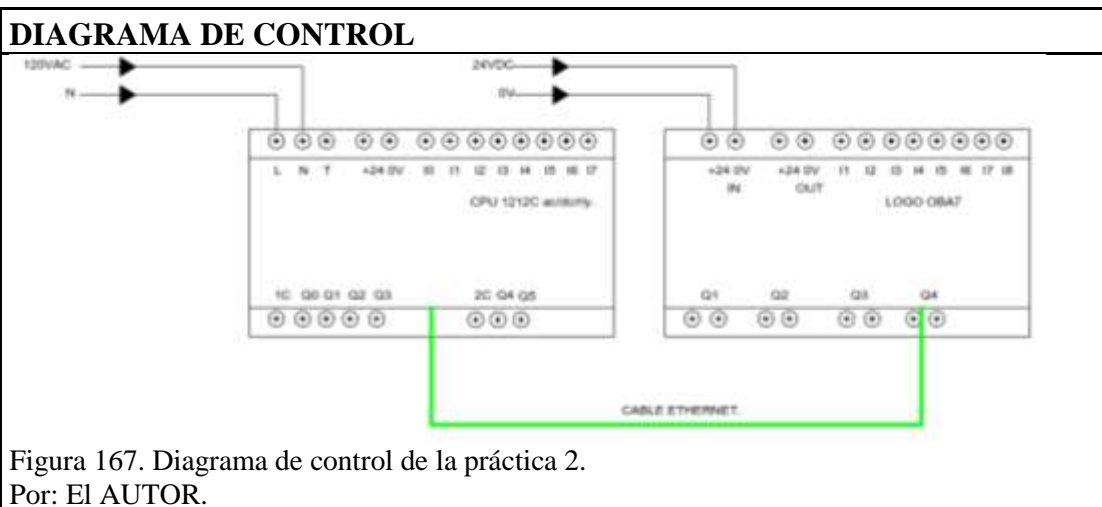 DIAGRAMA DE CONTROL
120VAC
24VDC
N
0V
L N T +24 0V I0 I1 I2 I3 I4 I5 I6 I7
+24 0V +24 0V I1 I2 I3 I4 I5 I6 I7 I8
IN OUT
CPU 1212C ac/dc/rly.
LOGO OBA7
1C Q0 Q1 Q2 Q3 2C Q4 Q5
Q1 Q2 Q3 Q4
CABLE ETHERNET.
Figura 167. Diagrama de control de la práctica 2.
Por: El AUTOR.